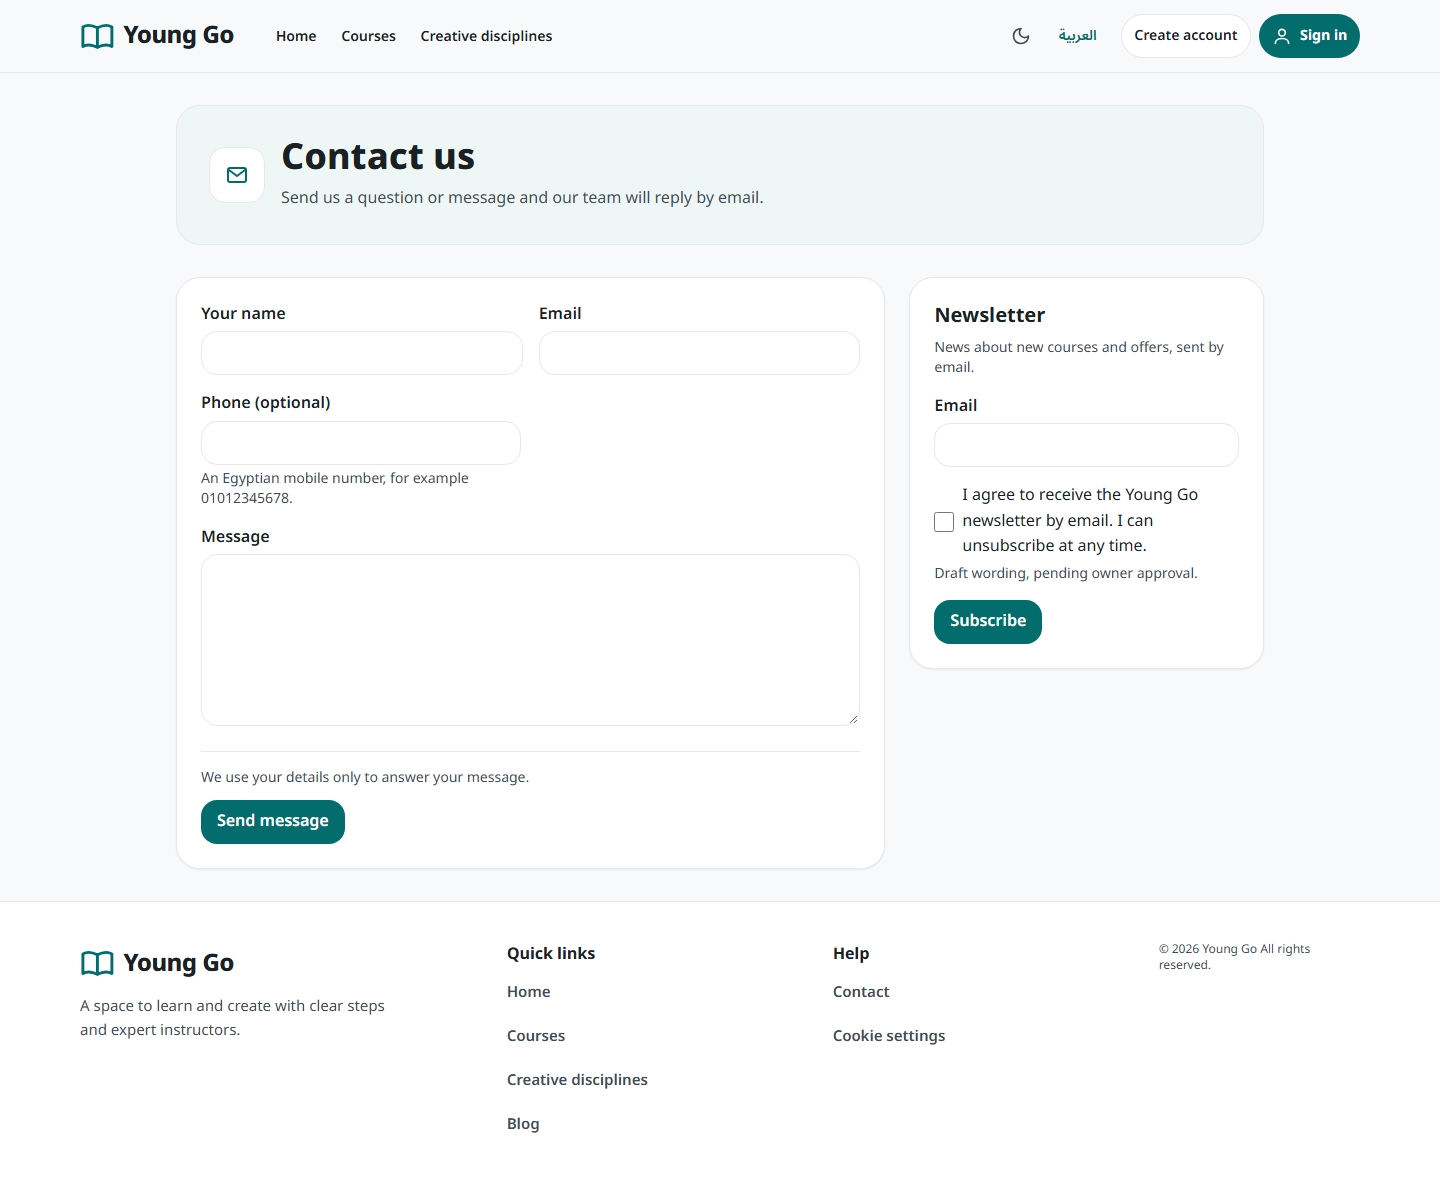 Young Go
Home
Courses
Creative disciplines
العربية
Create account
Sign in
Contact us
Send us a question or message and our team will reply by email.
Your name
Email
Phone (optional)
An Egyptian mobile number, for example
01012345678.
Message
We use your details only to answer your message.
Send message
Newsletter
News about new courses and offers, sent by
email.
Email
I agree to receive the Young Go
newsletter by email. I can
unsubscribe at any time.
Draft wording, pending owner approval.
Subscribe
Young Go
A space to learn and create with clear steps
and expert instructors.
Quick links
Home
Courses
Creative disciplines
Blog
Help
Contact
Cookie settings
© 2026 Young Go All rights
reserved.